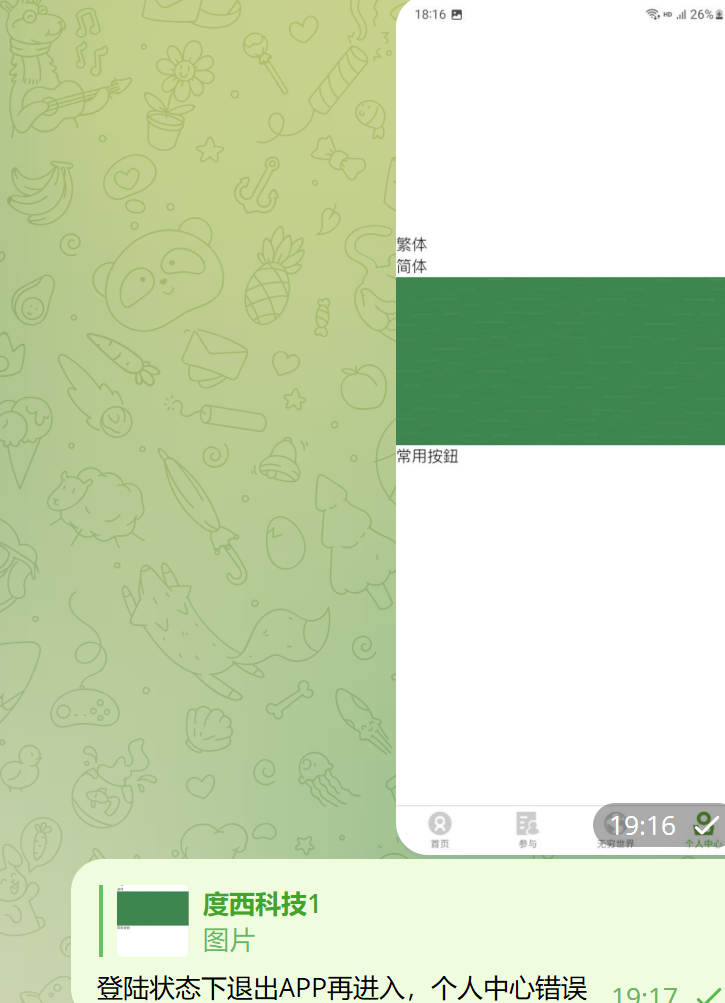 18:16 HD 26%
繁体
简体
常用按鈕
首页 参与 无穷世界 个人中心
19:16
度西科技1
图片
登陆状态下退出APP再进入，个人中心错误
19:17